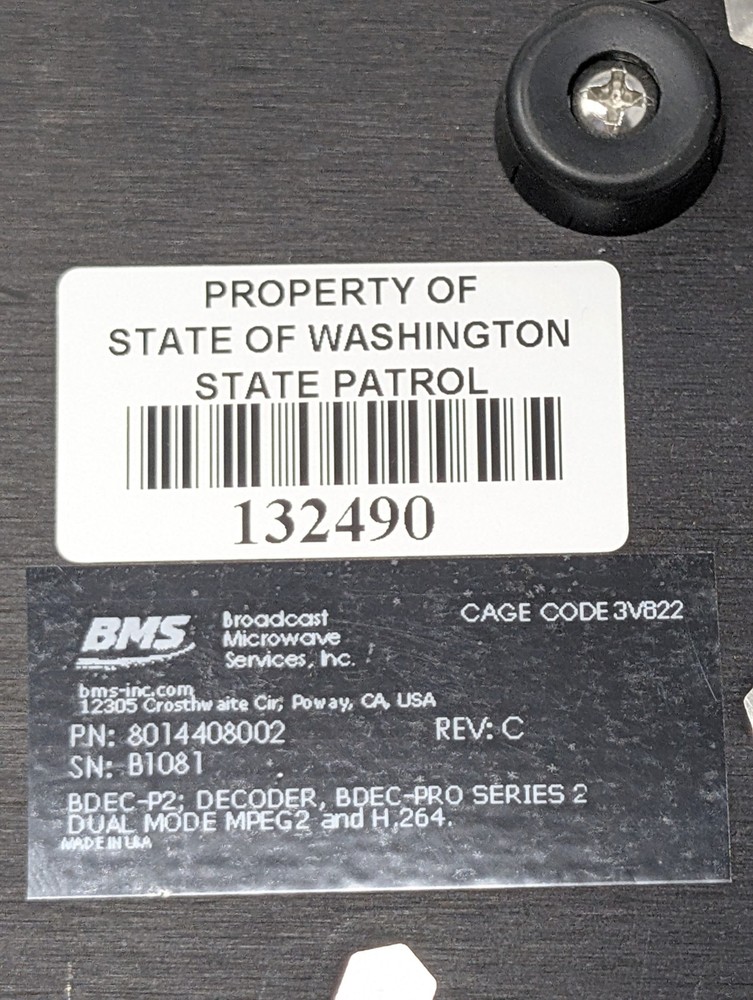 PROPERTY OF
STATE OF WASHINGTON
STATE PATROL
132490
BMS
Broadcast
Microwave
Services, Inc.
CAGE CODE 3V822
bms-inc.com
12305 Crosthwaite Cir, Poway, CA, USA
PN: 8014408002 REV: C
SN: B1081
BDEC-P2; DECODER, BDEC-PRO SERIES 2
DUAL MODE MPEG2 and H.264.
MADE IN USA